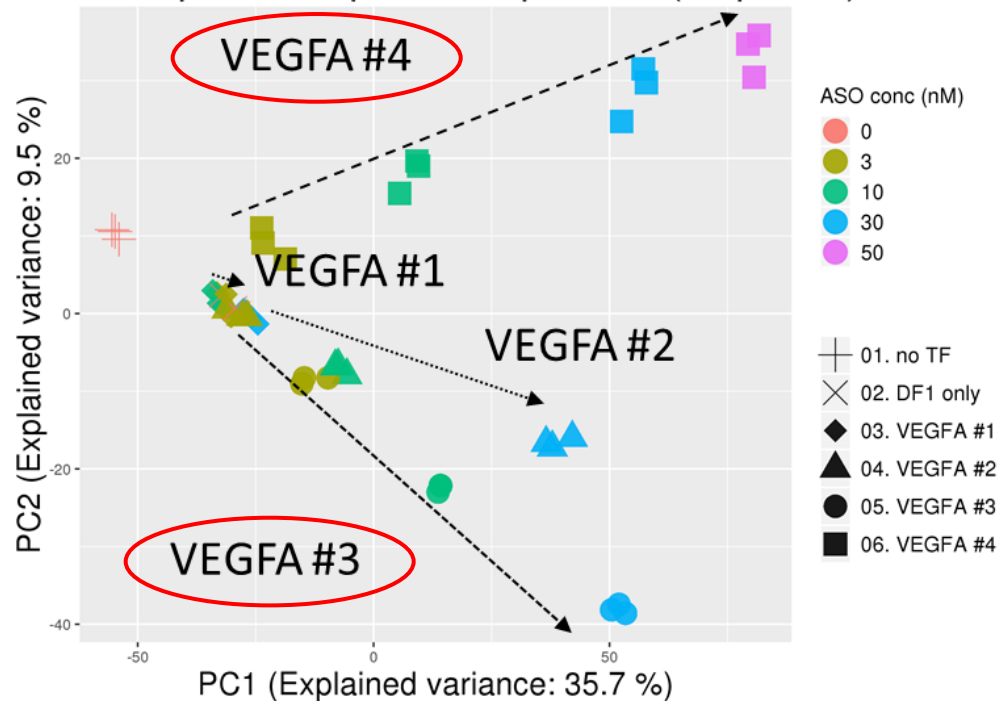 VEGFA #4
VEGFA #1
VEGFA #2
VEGFA #3
20
0
-20
-40
-50
0
50
PC2 (Explained variance: 9.5 %)
PC1 (Explained variance: 35.7 %)
ASO conc (nM)
0
3
10
30
50
01. no TF
02. DF1 only
03. VEGFA #1
04. VEGFA #2
05. VEGFA #3
06. VEGFA #4